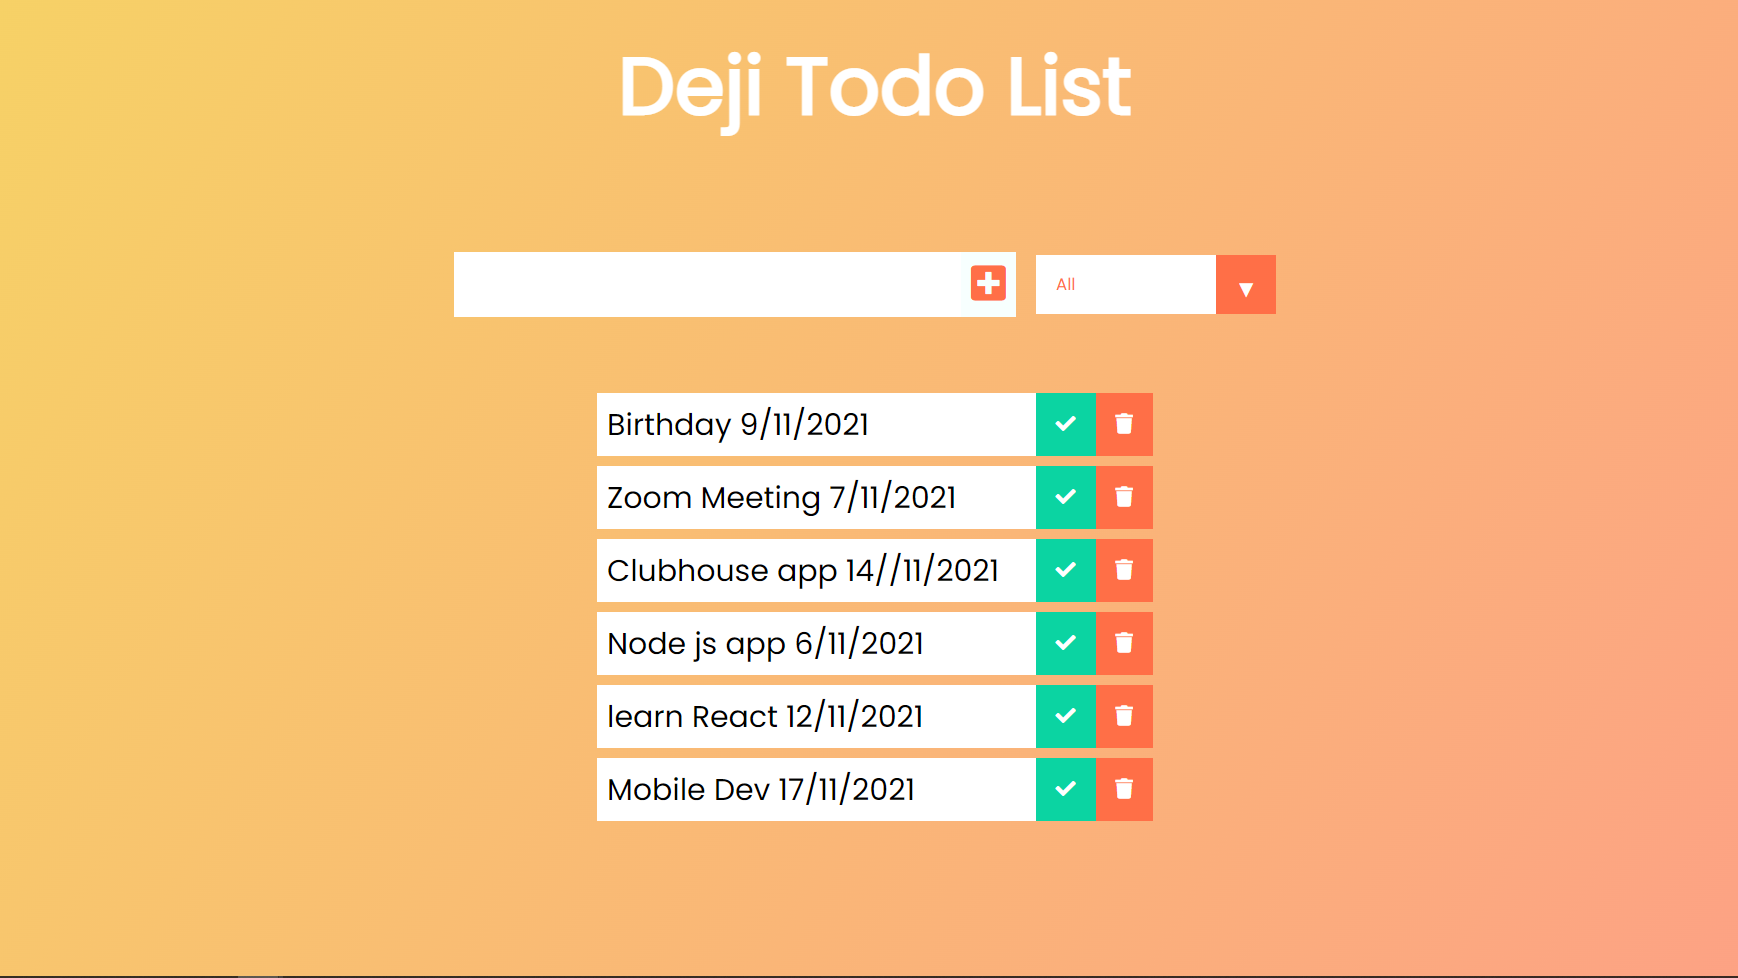 Deji Todo List
All
Birthday 9/11/2021
Zoom Meeting 7/11/2021
Clubhouse app 14//11/2021
Node js app 6/11/2021
learn React 12/11/2021
Mobile Dev 17/11/2021